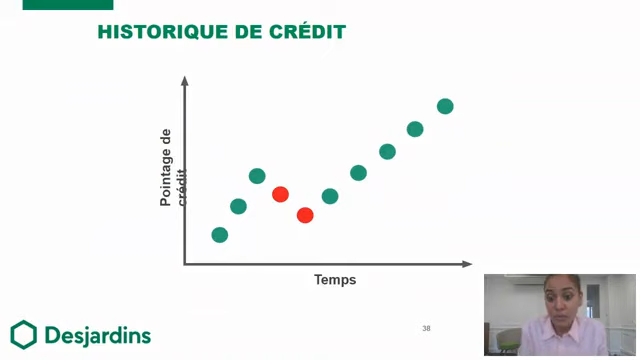 HISTORIQUE DE CRÉDIT
Pointage de
crédit
Temps
Desjardins
38